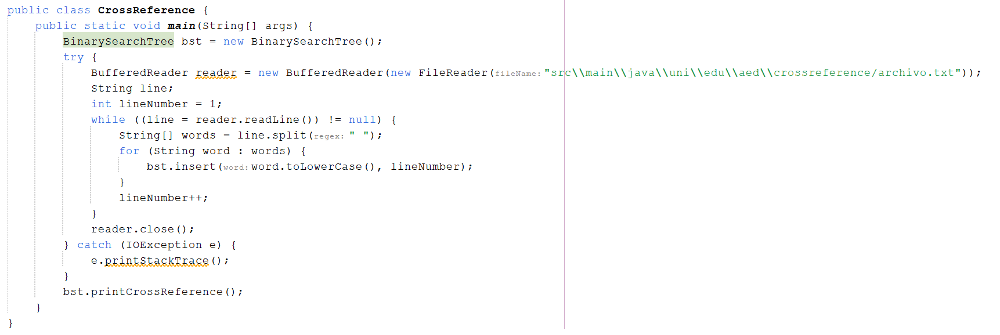 public class CrossReference {
    public static void main(String[] args) {
        BinarySearchTree bst = new BinarySearchTree();
        try {
            BufferedReader reader = new BufferedReader(new FileReader(fileName: "src\\main\\java\\uni\\edu\\aed\\crossreference/archivo.txt"));
            String line;
            int lineNumber = 1;
            while ((line = reader.readLine()) != null) {
                String[] words = line.split(regex: " ");
                for (String word : words) {
                    bst.insert(word: word.toLowerCase(), lineNumber);
                }
                lineNumber++;
            }
            reader.close();
        } catch (IOException e) {
            e.printStackTrace();
        }
        bst.printCrossReference();
    }
}